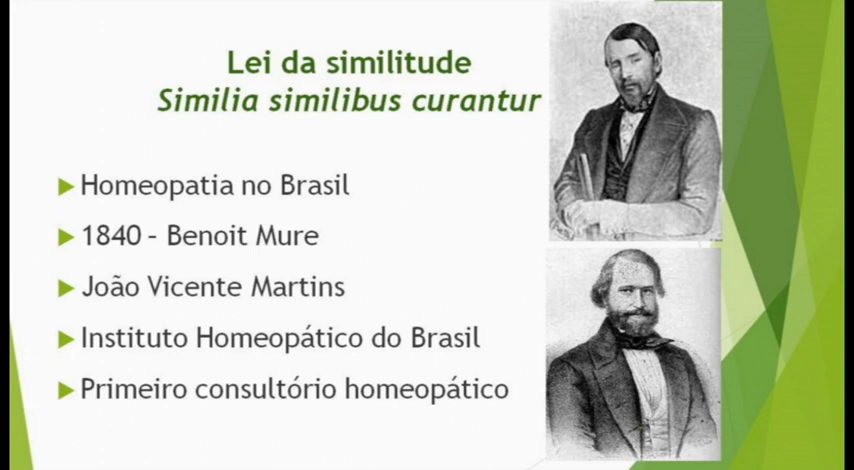 Lei da similitude
Similia similibus curantur
Homeopatia no Brasil
1840 – Benoit Mure
João Vicente Martins
Instituto Homeopático do Brasil
Primeiro consultório homeopático